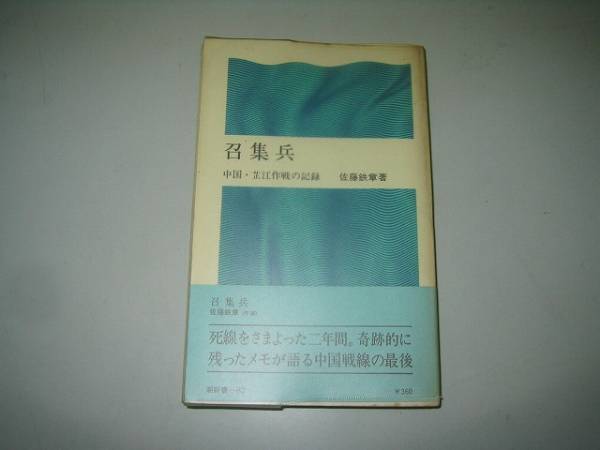 召集兵
中国・芷江作戦の記録 佐藤鉄章著
召集兵
佐藤鉄章
死線をさまよった二年間。奇跡的に
残ったメモが語る中国戦線の最後
¥360